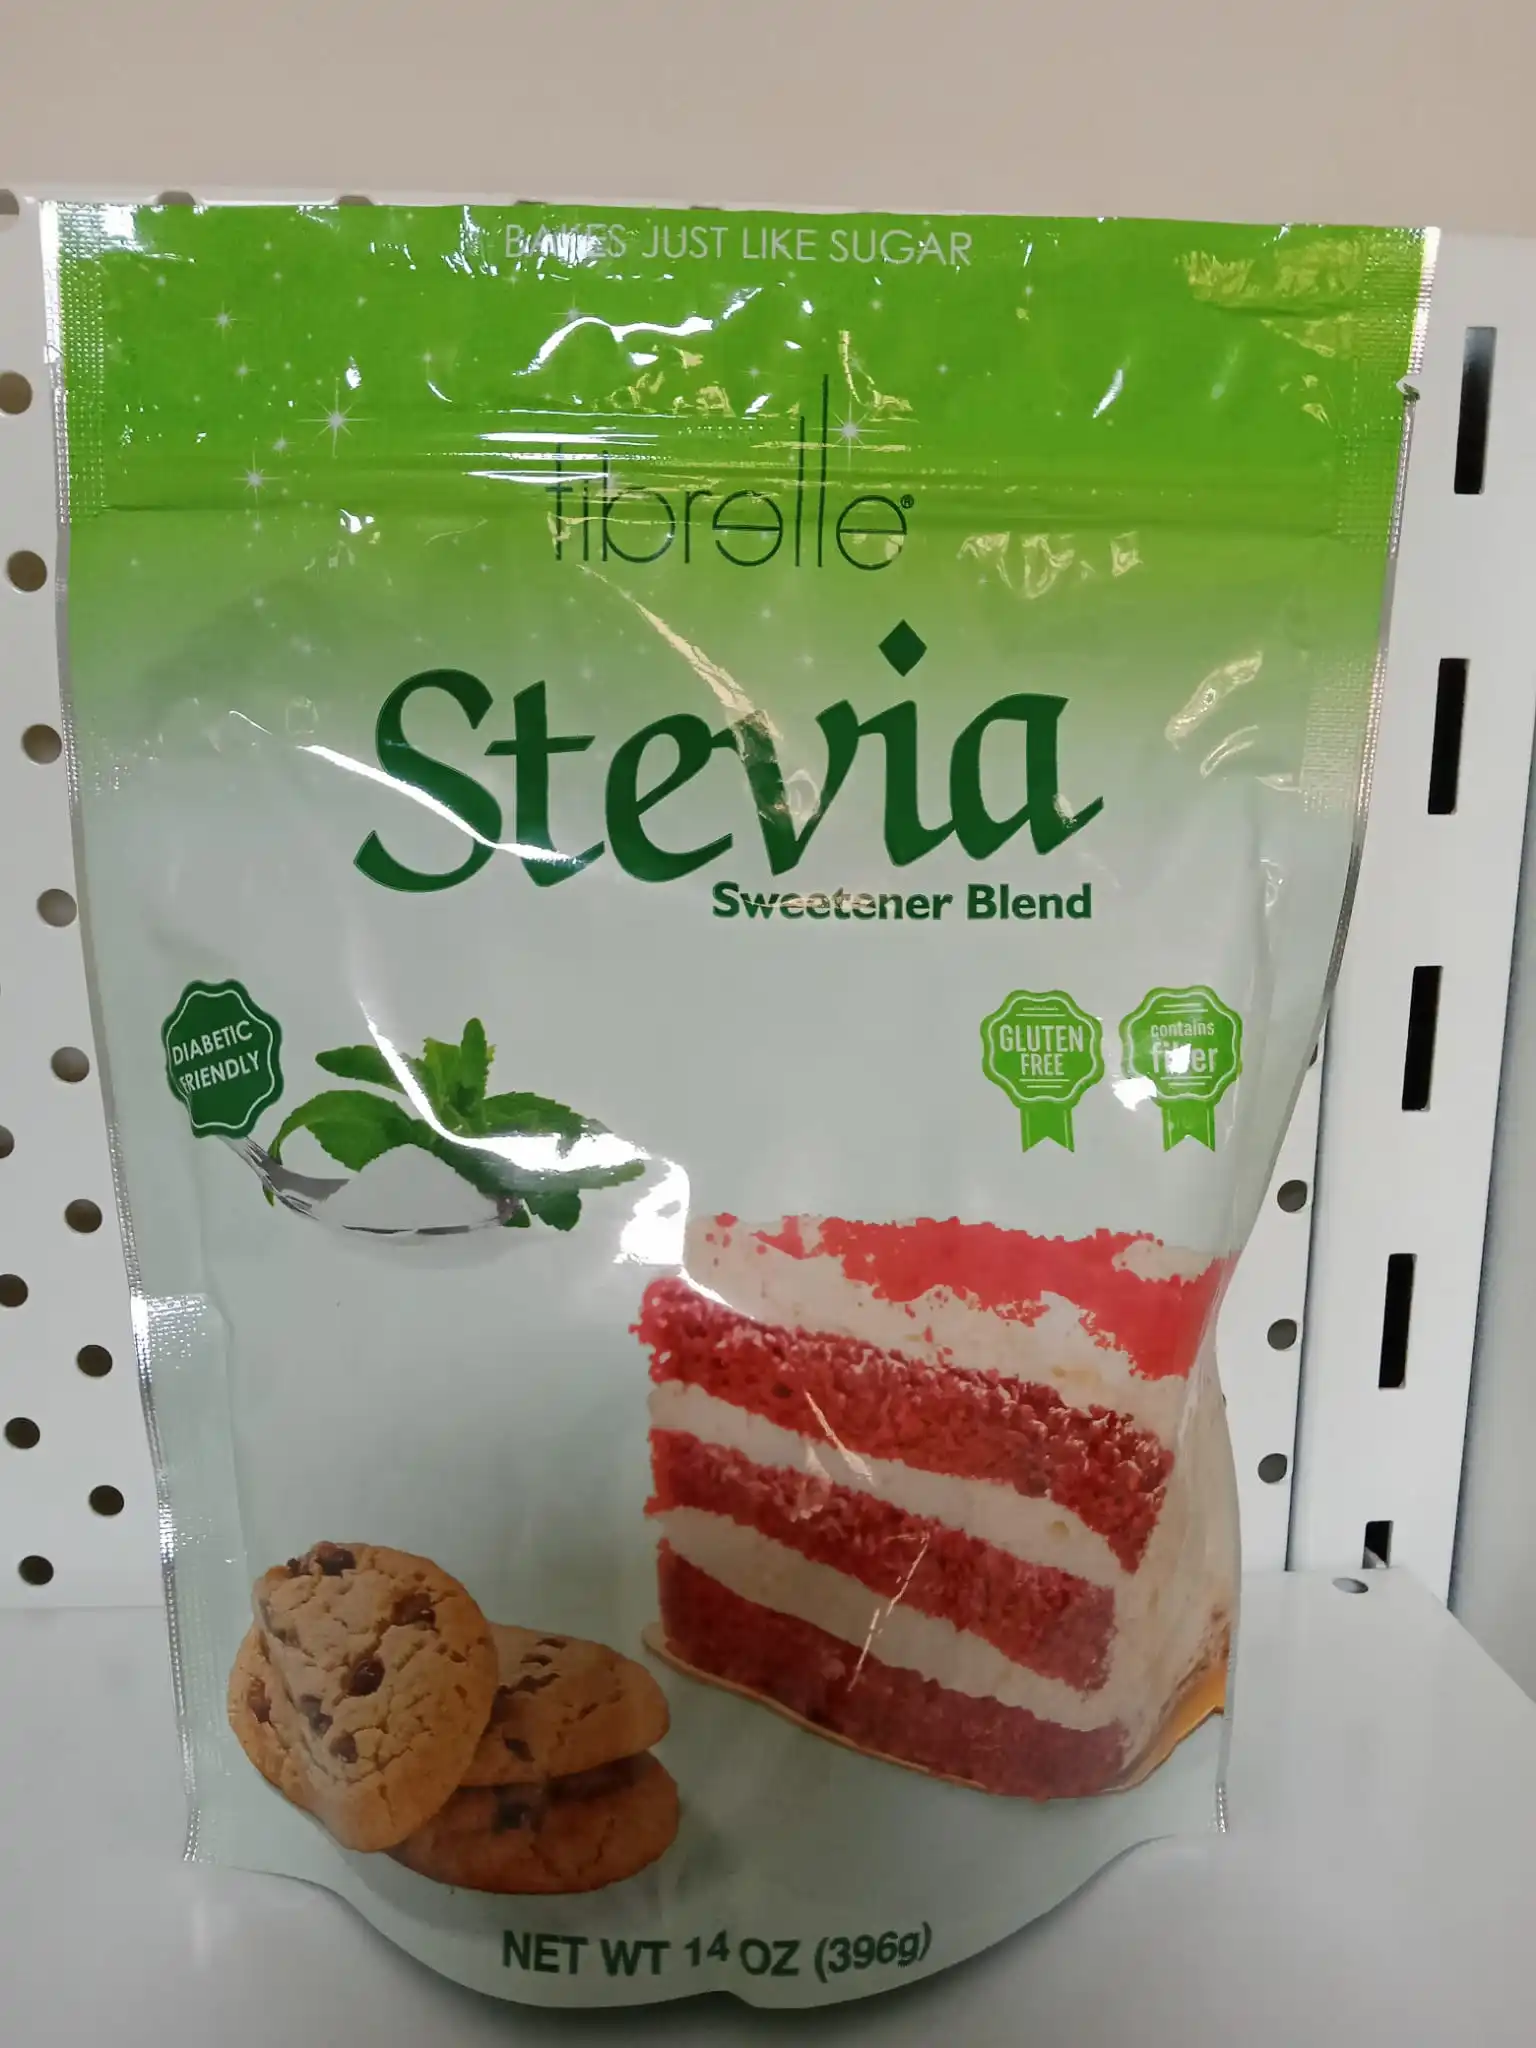 BAKES JUST LIKE SUGAR
fibrelle®
Stevia
Sweetener Blend
DIABETIC
FRIENDLY
GLUTEN
FREE
contains
fiber
NET WT 14 OZ (396g)